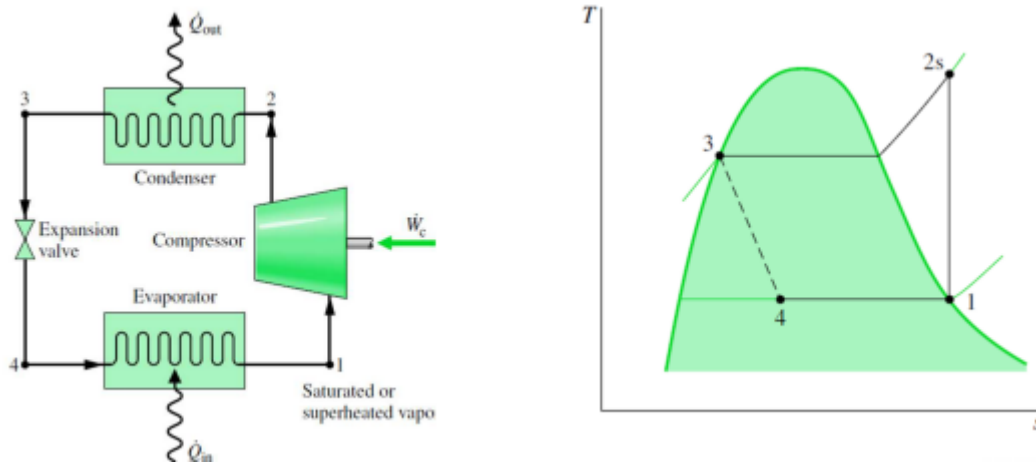 Q̇out
3
2
Condenser
Expansion
valve
Compressor
Ẇc
Evaporator
4
1
Saturated or
superheated vapo
Q̇in
T
2s
3
4
1
s